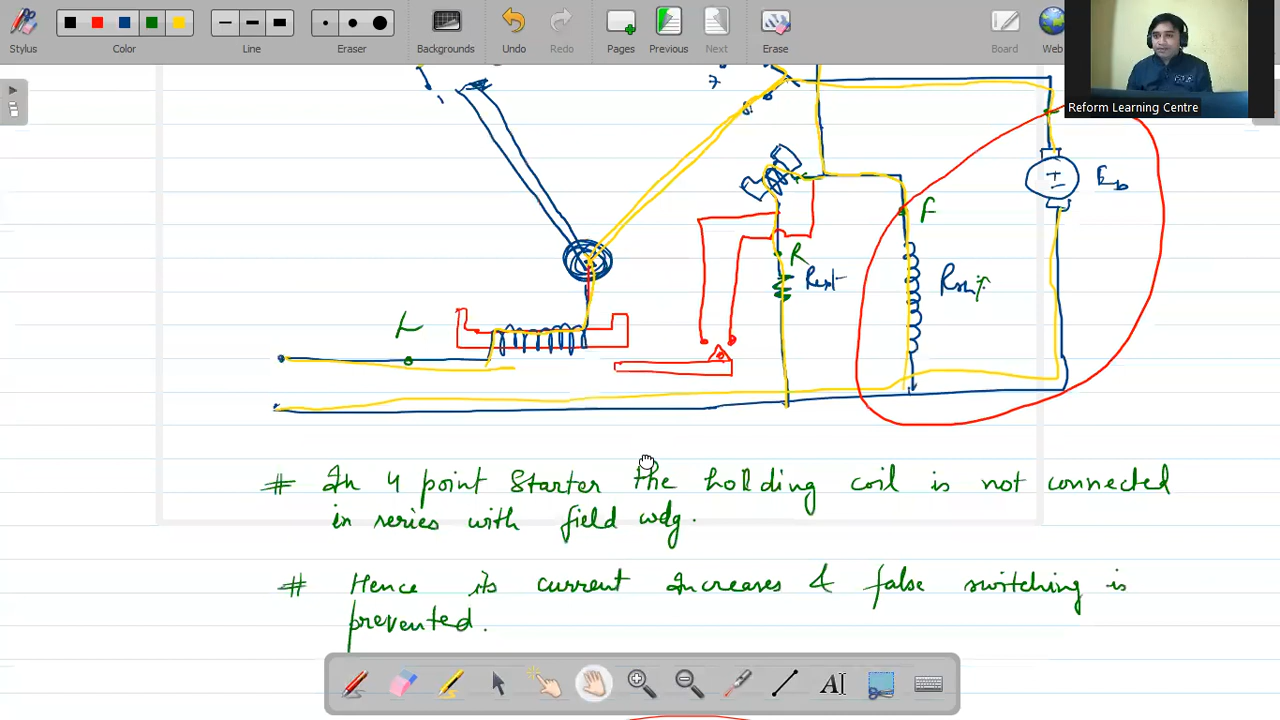 Stylus
Color
Line
Eraser
Backgrounds
Undo
Redo
Pages
Previous
Next
Erase
Board
Web
Reform Learning Centre
7
1
+
-
Eb
F
R
Rext
L
# In 4 point Starter the holding coil is not connected
in series with field wdg.
# Hence its current Increases & false switching is
prevented.
A